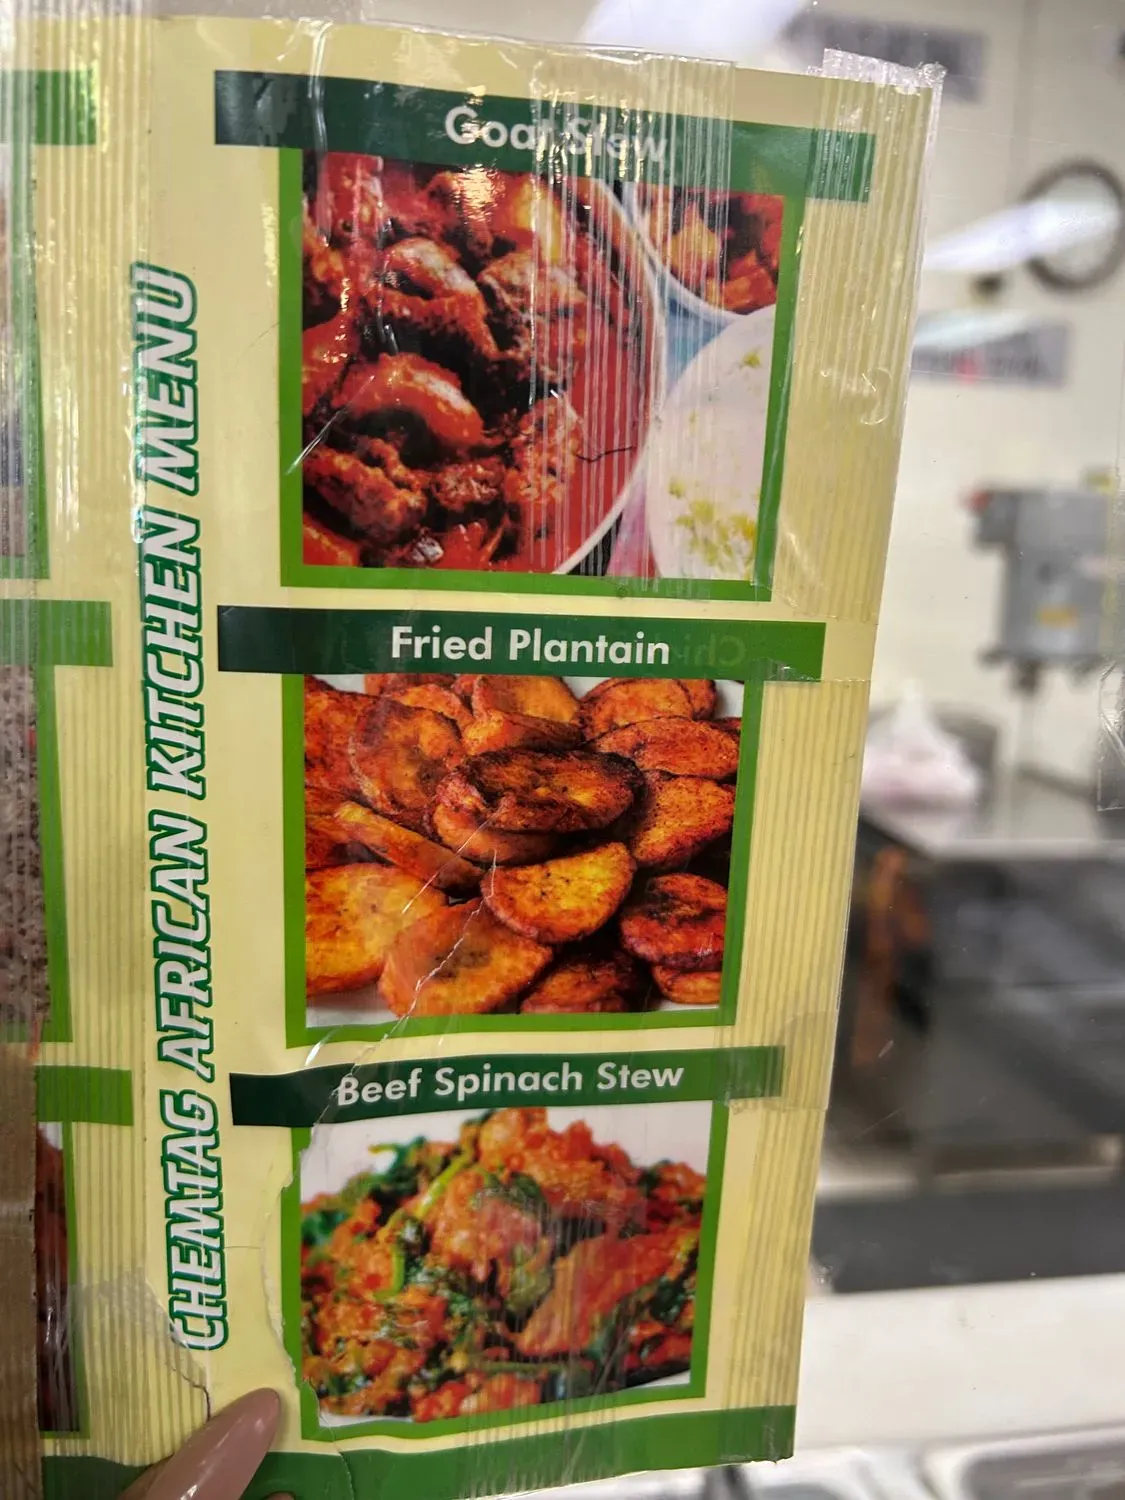 CHEMTAG AFRICAN KITCHEN MENU
Goat Stew
Fried Plantain
Beef Spinach Stew